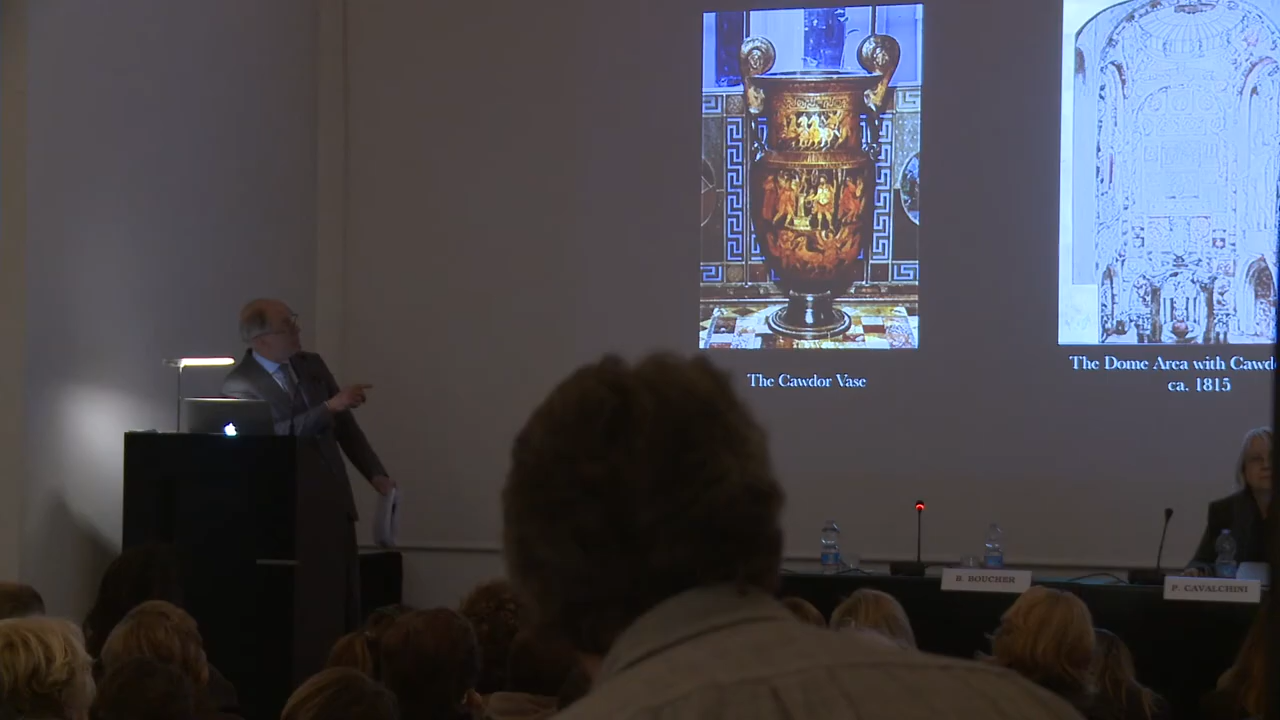 The Cawdor Vase
The Dome Area with Cawd
ca. 1815
B. BOUCHER
P. CAVALCHINI